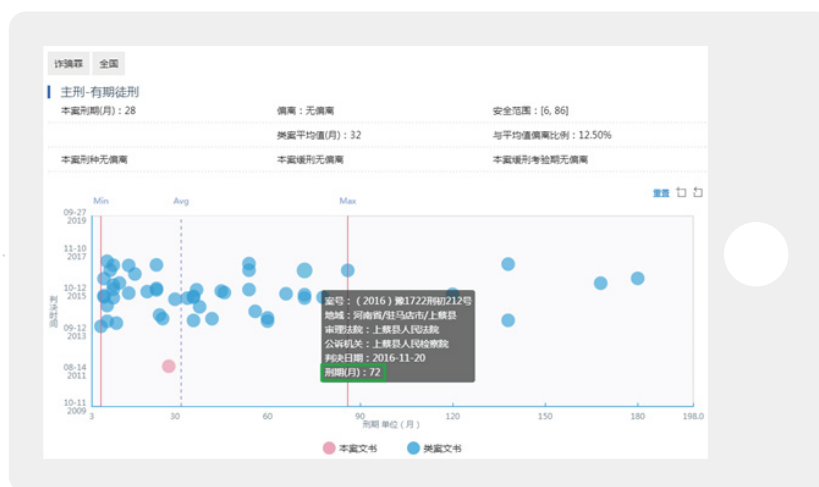 诈骗罪 全国
主刑-有期徒刑
本案刑期(月)：28 偏离：无偏离 安全范围：[6, 86]
类案平均值(月)：32 与平均值偏离比例：12.50%
本案刑种无偏离 本案缓刑无偏离 本案缓刑考验期无偏离
重置
Min Avg Max
09-27
2019
11-10
2017
10-12
2015
09-12
2013
08-14
2011
10-11
2009
案号：（2016）豫1722刑初212号
地域：河南省/驻马店市/上蔡县
审理法院：上蔡县人民法院
公诉机关：上蔡县人民检察院
判决日期：2016-11-20
刑期(月)：72
3 30 60 90 120 150 180 198.0
刑期 单位（月）
本案文书 类案文书